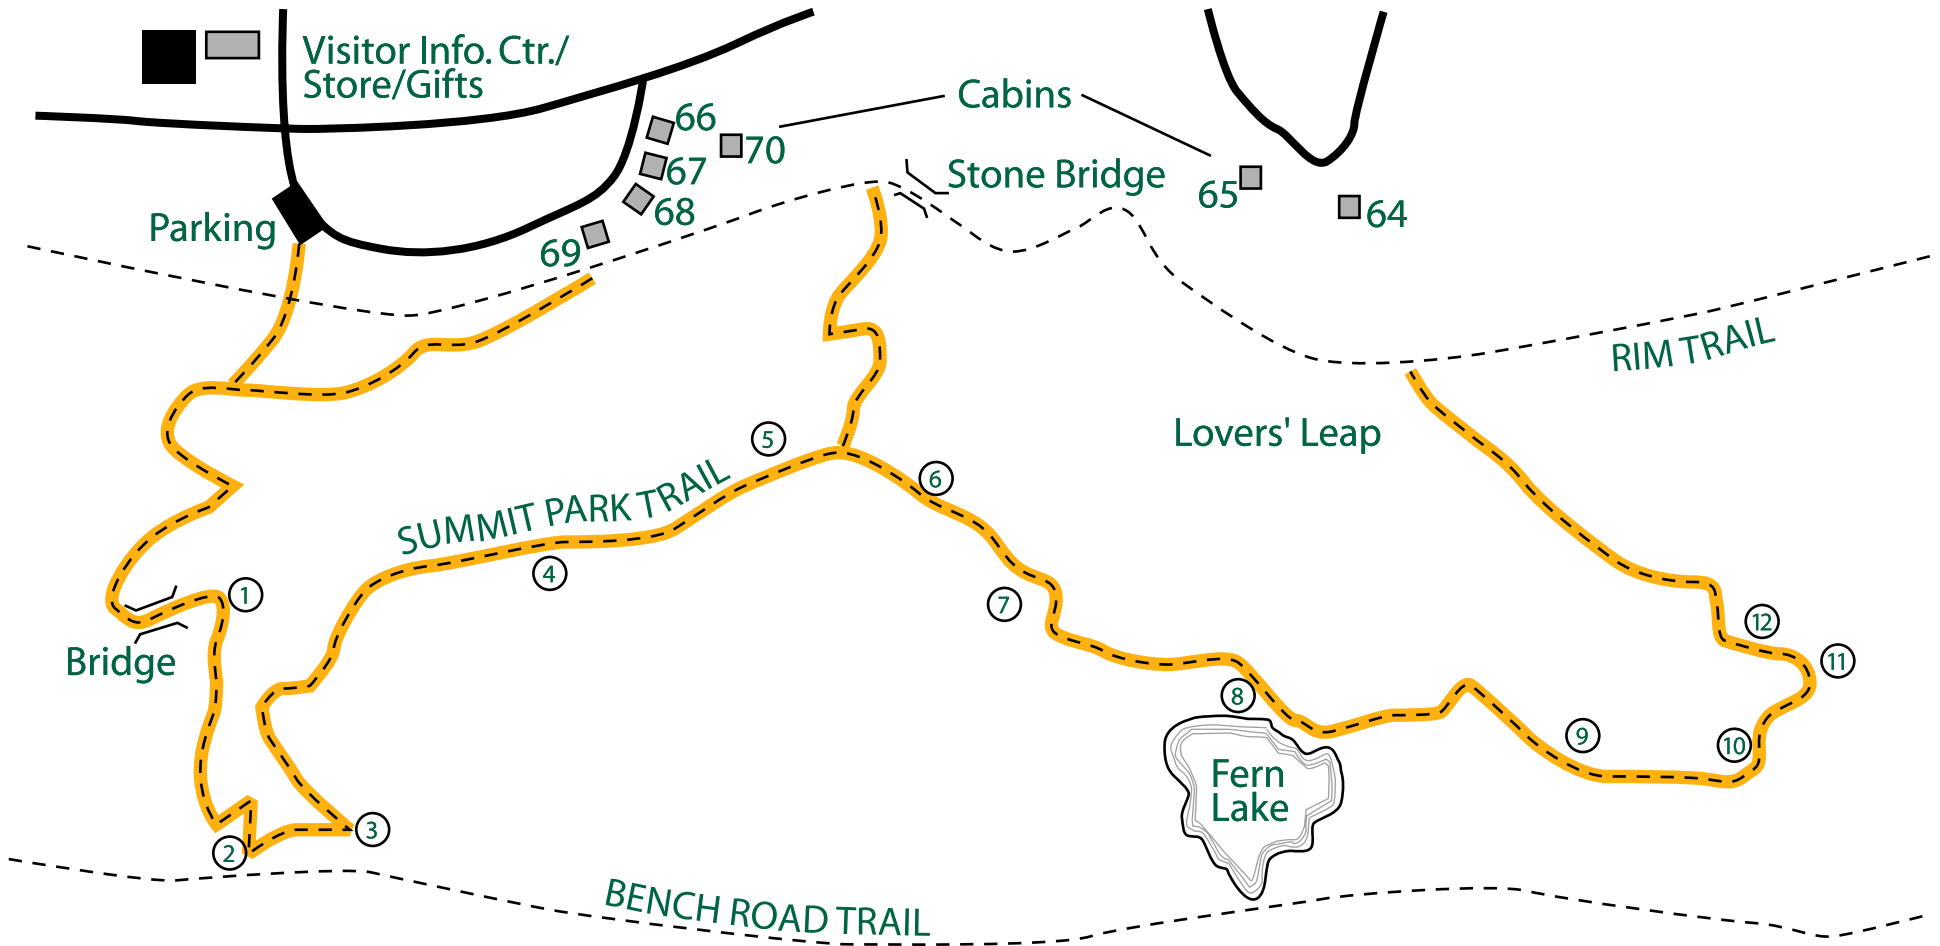 Visitor Info. Ctr./
Store/Gifts
Cabins
66
70
67
Stone Bridge
65
68
64
Parking
69
RIM TRAIL
Lovers' Leap
5
6
SUMMIT PARK TRAIL
4
1
7
12
Bridge
11
8
9
10
Fern
Lake
3
2
BENCH ROAD TRAIL